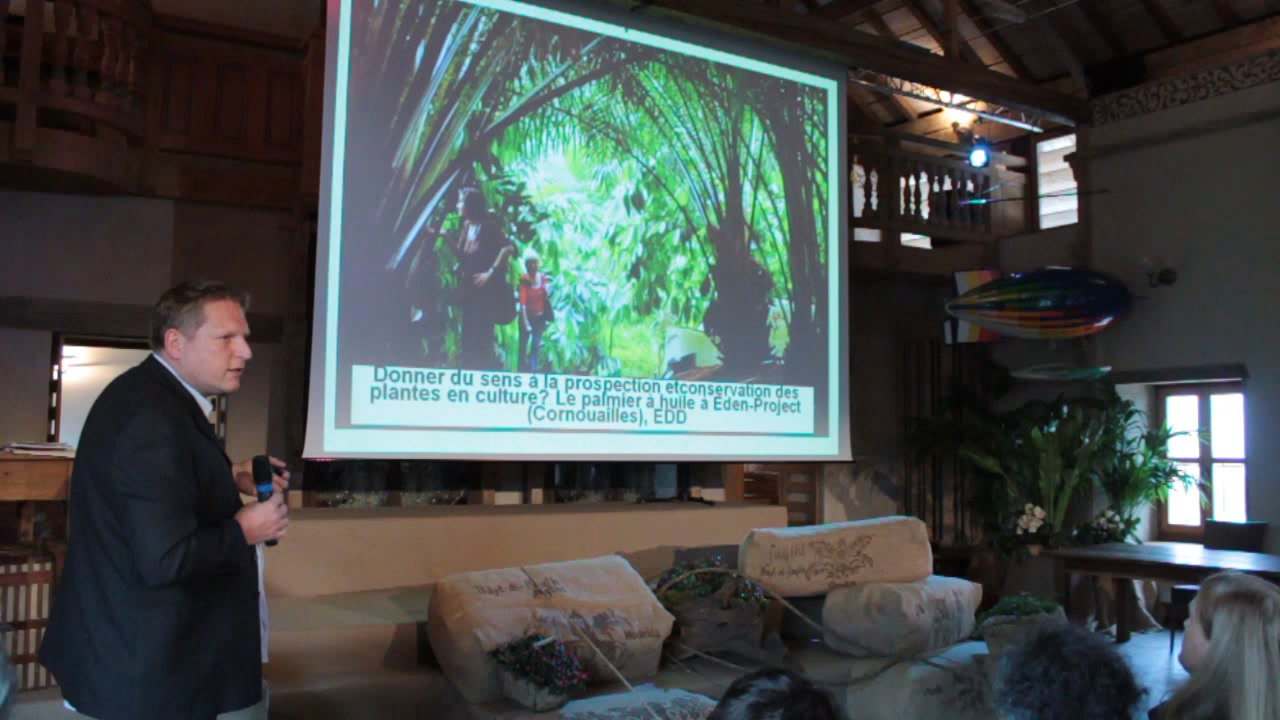 Donner du sens à la prospection etconservation des
plantes en culture? Le palmier à huile a Eden-Project
(Cornouailles), EDD